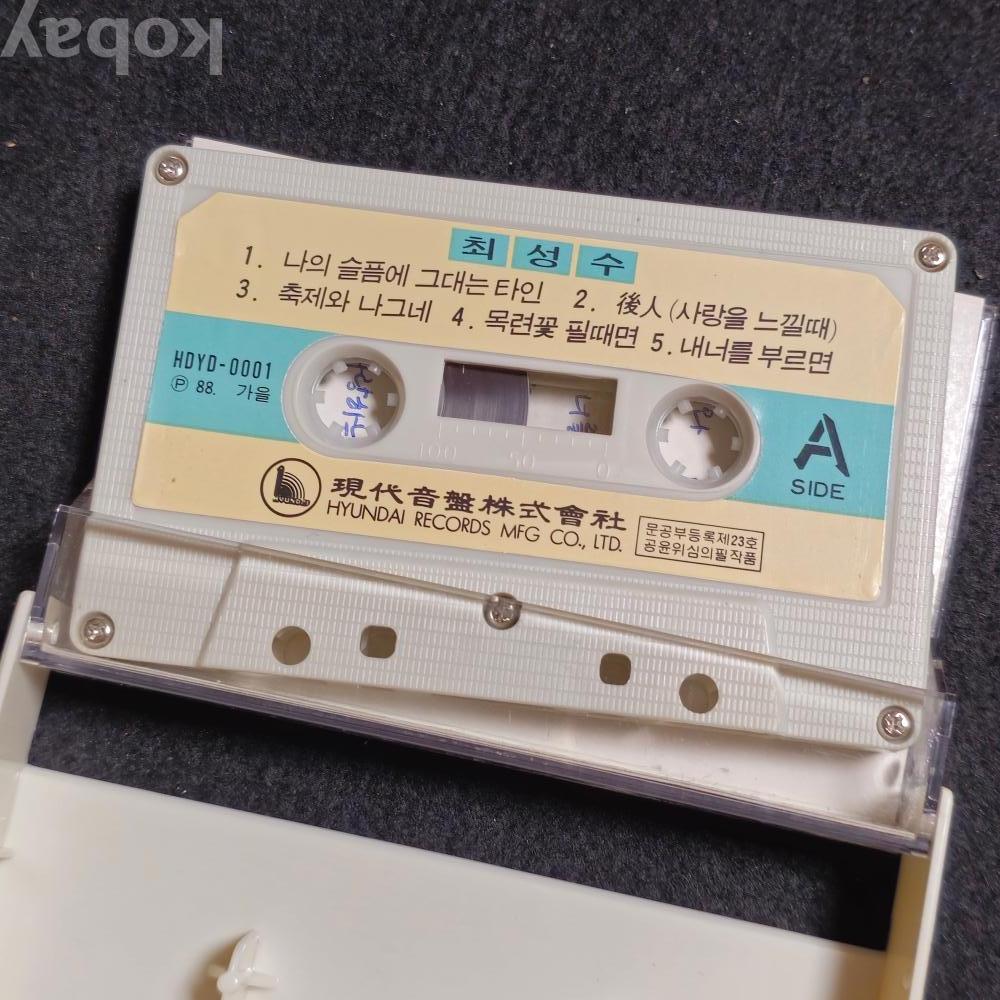 kobay
최성수
1. 나의 슬픔에 그대는 타인 2. 後人 (사랑을 느낄때)
3. 축제와 나그네 4. 목련꽃 필때면 5. 내너를 부르면
HDYD-0001
Ⓟ 88. 가을
100 50 0
A
SIDE
HYUNDAI
現代音盤株式會社
HYUNDAI RECORDS MFG CO., LTD.
문공부등록제23호
공윤위심의필작품